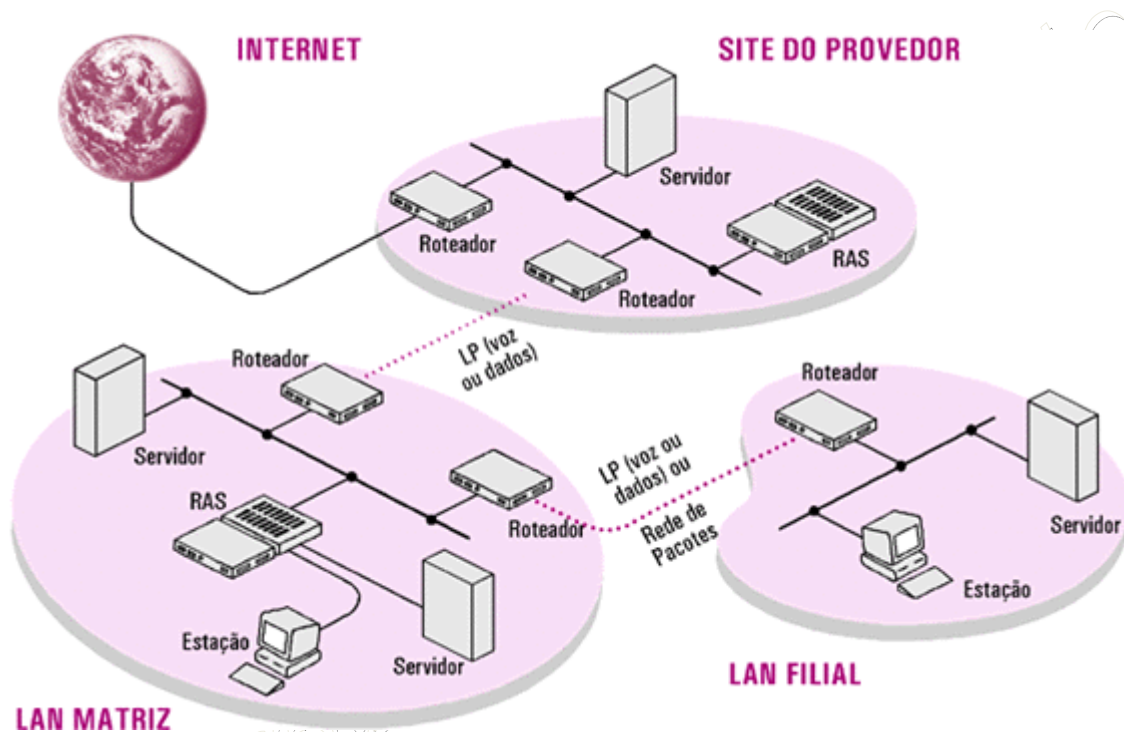 INTERNET
SITE DO PROVEDOR
Servidor
Roteador
RAS
Roteador
LP (voz
ou dados)
Roteador
Servidor
RAS
Roteador
Estação
Servidor
LAN MATRIZ
LP (voz ou
dados) ou
Rede de
Pacotes
Roteador
Servidor
Estação
LAN FILIAL